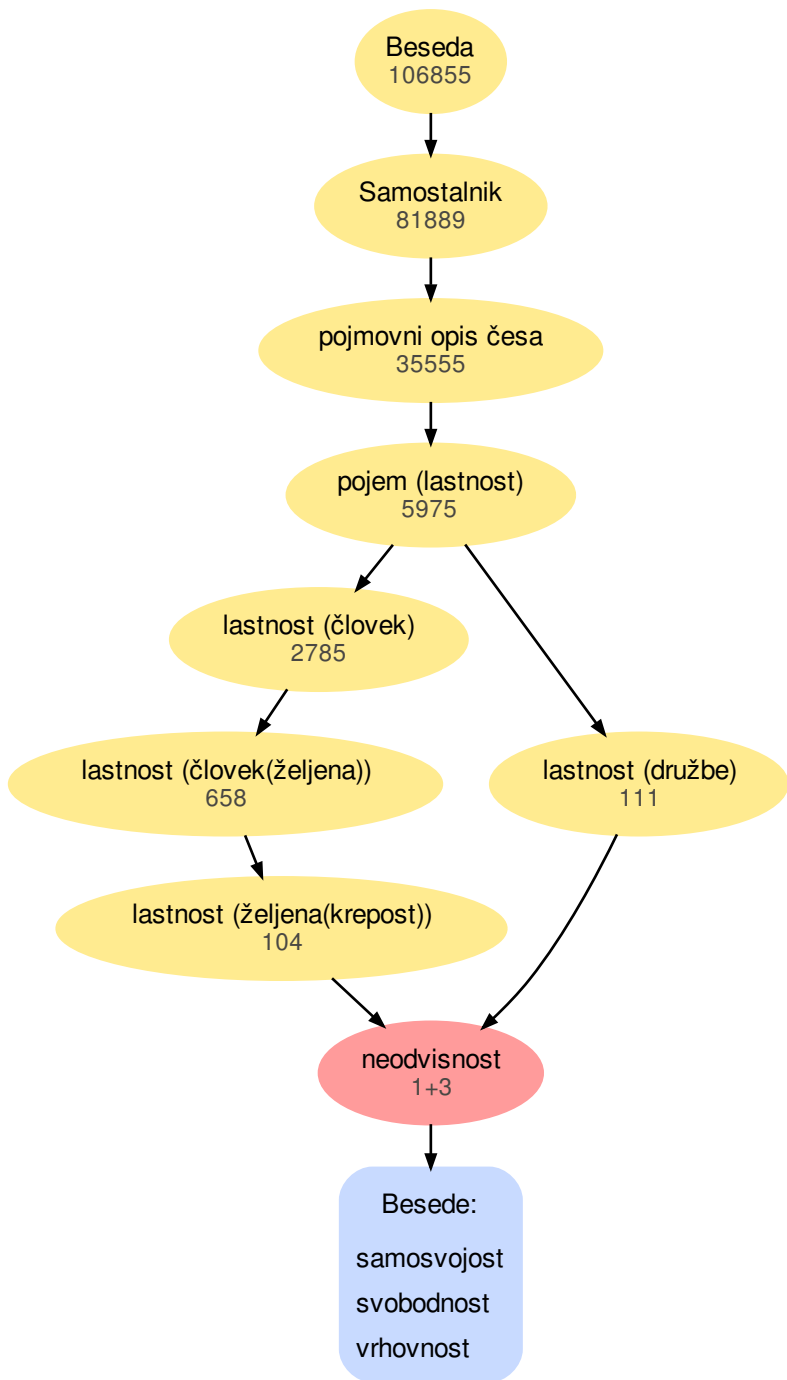 Beseda
106855
Samostalnik
81889
pojmovni opis česa
35555
pojem (lastnost)
5975
lastnost (človek)
2785
lastnost (človek(željena))
658
lastnost (družbe)
111
lastnost (željena(krepost))
104
neodvisnost
1+3
Besede:
samosvojost
svobodnost
vrhovnost